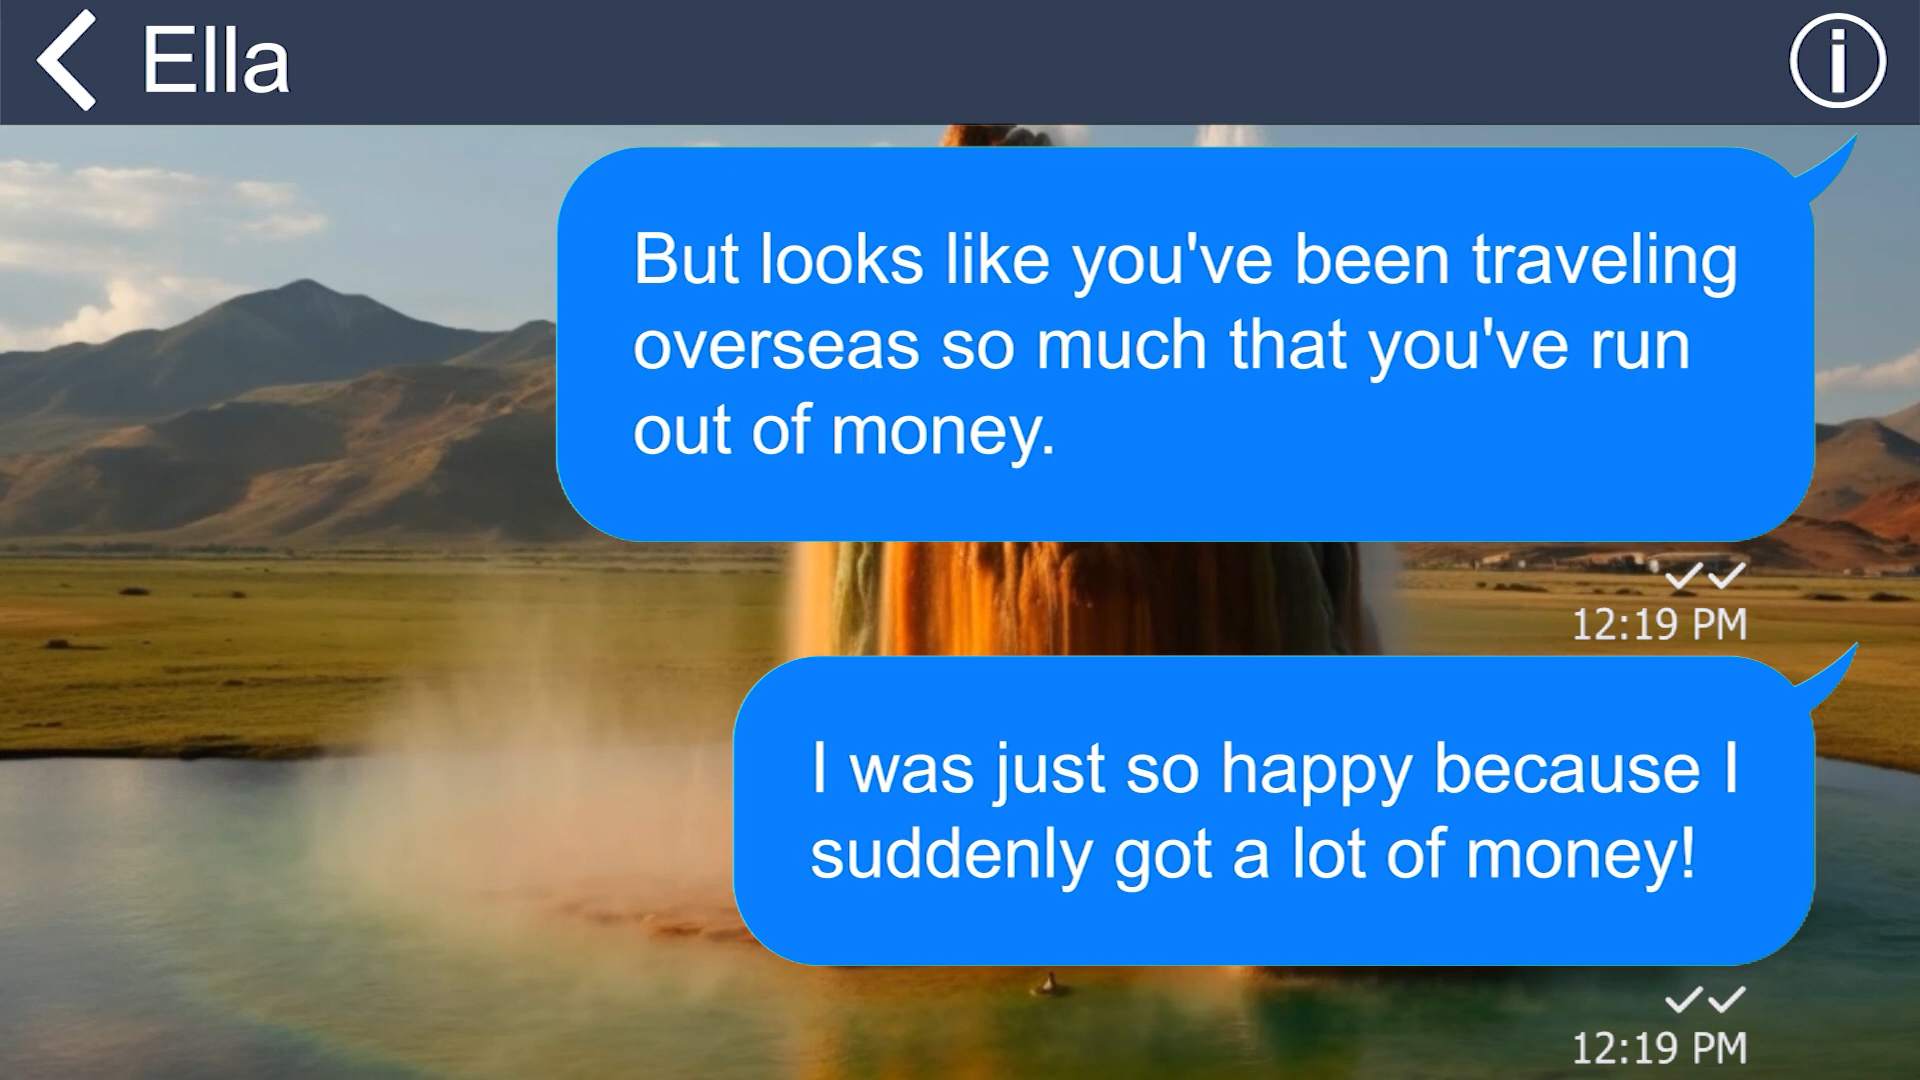 Ella
But looks like you've been traveling
overseas so much that you've run
out of money.
12:19 PM
I was just so happy because I
suddenly got a lot of money!
12:19 PM